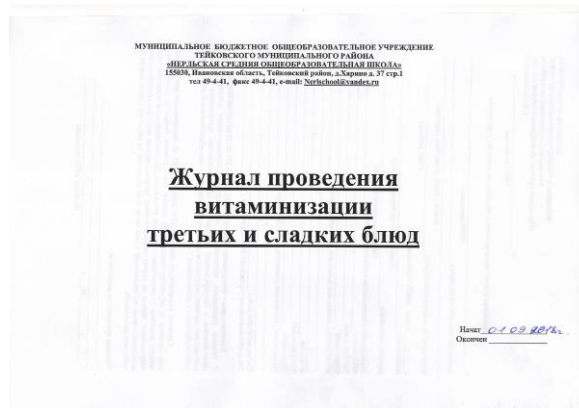 МУНИЦИПАЛЬНОЕ БЮДЖЕТНОЕ ОБЩЕОБРАЗОВАТЕЛЬНОЕ УЧРЕЖДЕНИЕ
ТЕЙКОВСКОГО МУНИЦИПАЛЬНОГО РАЙОНА
«НЕРЛЬСКАЯ СРЕДНЯЯ ОБЩЕОБРАЗОВАТЕЛЬНАЯ ШКОЛА»
155030, Ивановская область, Тейковский район, д.Харино д. 37 стр.1
тел 49-4-41, факс 49-4-41, e-mail: Nerlschool@yandex.ru
Журнал проведения
витаминизации
третьих и сладких блюд
Начат 01.09.2018г.
Окончен